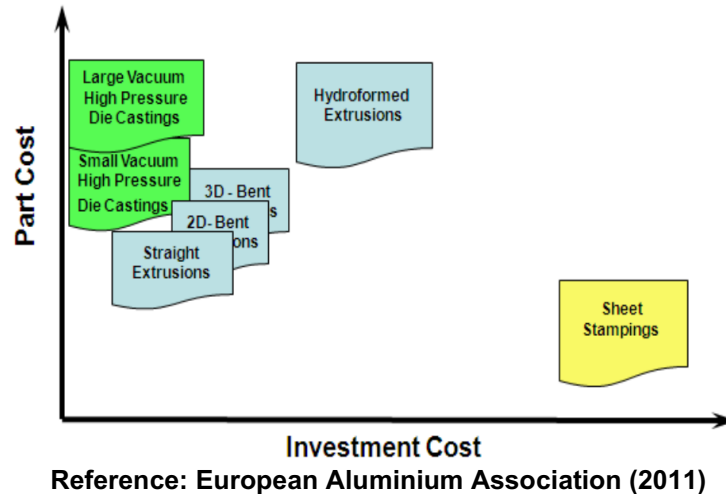 Large Vacuum
High Pressure
Die Castings
Hydroformed
Extrusions
Small Vacuum
High Pressure
Die Castings
3D - Bent
s
2D- Bent
ons
Straight
Extrusions
Sheet
Stampings
Part Cost
Investment Cost
Reference: European Aluminium Association (2011)